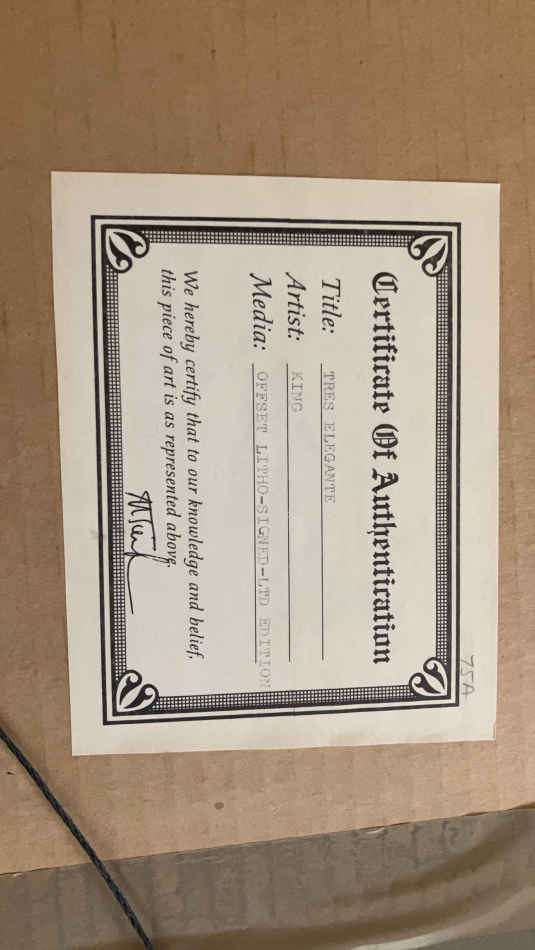 75A
Certificate Of Authentication
Title: TRES ELEGANTE
Artist: KING
Media: OFFSET LITHO-SIGNED-LTD EDITION
We hereby certify that to our knowledge and belief,
this piece of art is as represented above.